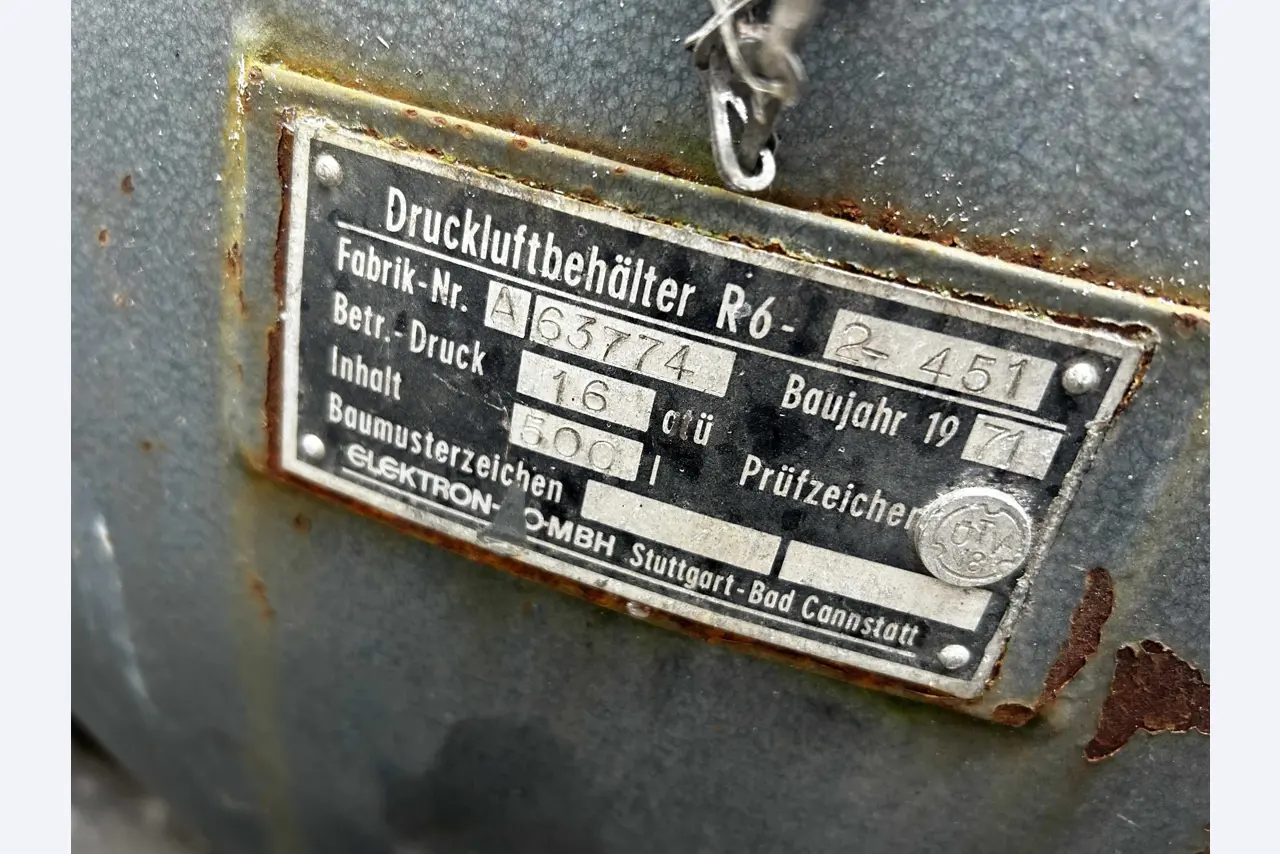 Druckluftbehälter R6- 2-451
Fabrik-Nr. A 63774 Baujahr 19 71
Betr.-Druck 16 atü
Inhalt 500 l Prüfzeichen
Baumusterzeichen
ELEKTRON- MBH Stuttgart-Bad Cannstatt